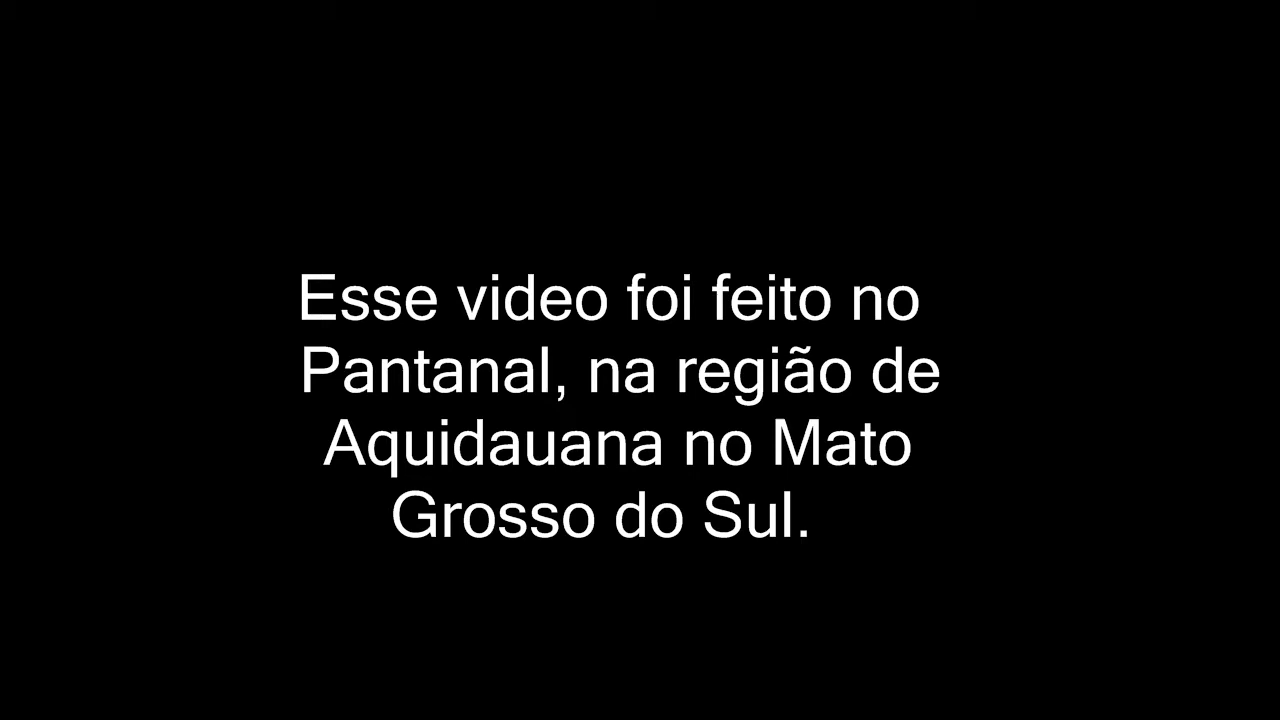 Esse video foi feito no
Pantanal, na região de
Aquidauana no Mato
Grosso do Sul.